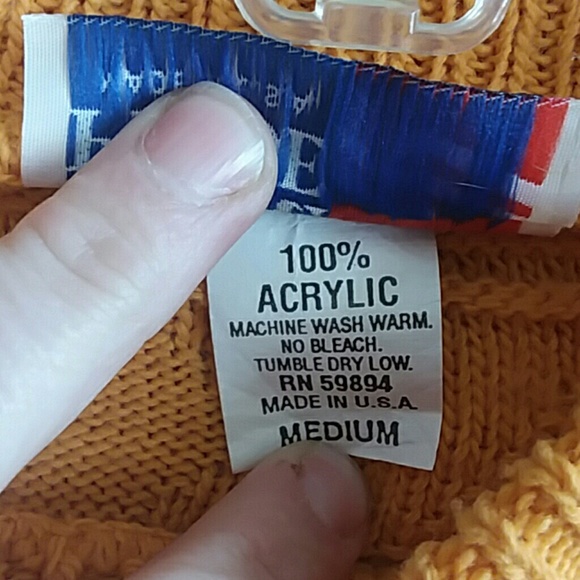 100%
ACRYLIC
MACHINE WASH WARM.
NO BLEACH.
TUMBLE DRY LOW.
RN 59894
MADE IN U.S.A.
MEDIUM